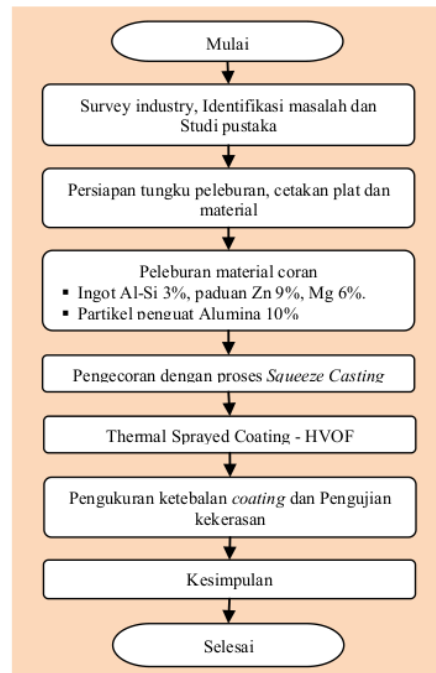 Mulai
Survey industry, Identifikasi masalah dan
Studi pustaka
Persiapan tungku peleburan, cetakan plat dan
material
Peleburan material coran
▪ Ingot Al-Si 3%, paduan Zn 9%, Mg 6%.
▪ Partikel penguat Alumina 10%
Pengecoran dengan proses Squeeze Casting
Thermal Sprayed Coating - HVOF
Pengukuran ketebalan coating dan Pengujian
kekerasan
Kesimpulan
Selesai